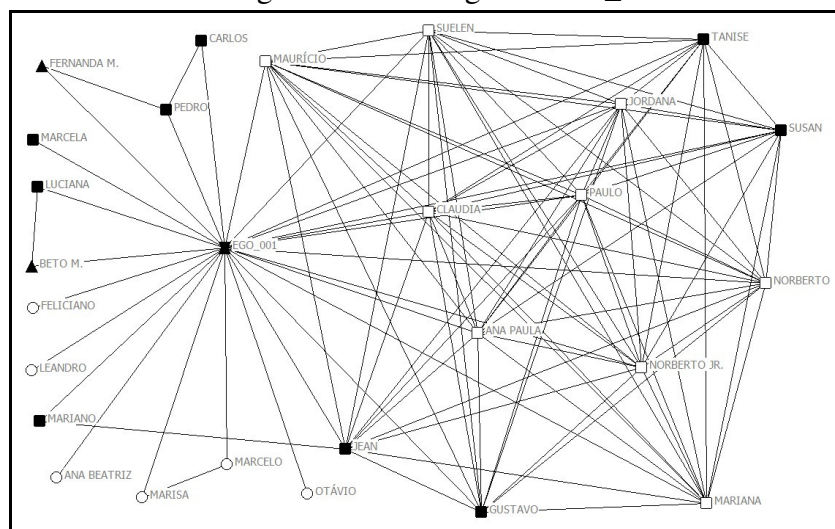 SUELEN
CARLOS
TANISE
MAURÍCIO
FERNANDA M.
JORDANA
PEDRO
SUSAN
MARCELA
LUCIANA
PAULO
CLAUDIA
EGO_001
BETO M.
NORBERTO
FELICIANO
ANA PAULA
LEANDRO
NORBERTO JR.
MARIANO
JEAN
MARCELO
ANA BEATRIZ
MARISA
OTÁVIO
MARIANA
GUSTAVO